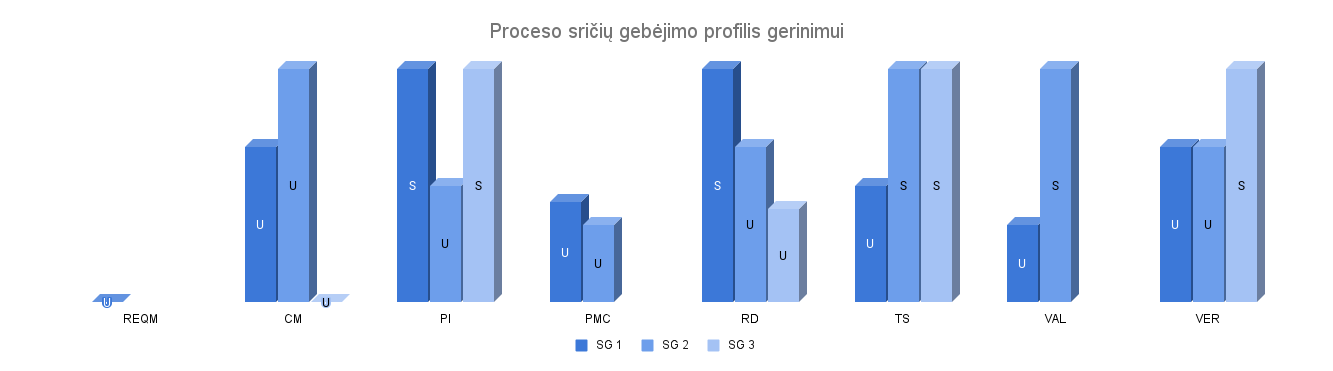 Proceso sričių gebėjimo profilis gerinimui
U
U
U
U
S
U
S
U
U
S
U
U
U
S
S
U
S
U
U
S
REQM
CM
PI
PMC
RD
TS
VAL
VER
SG 1
SG 2
SG 3